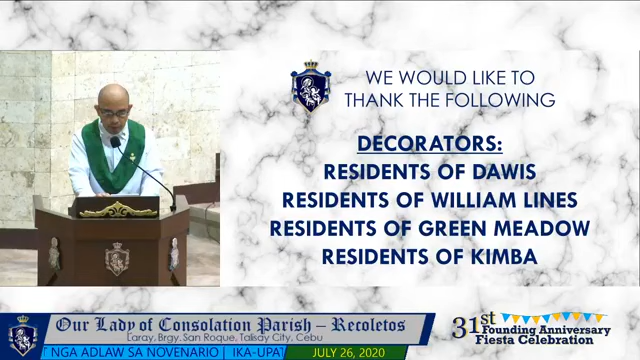 WE WOULD LIKE TO
THANK THE FOLLOWING
DECORATORS:
RESIDENTS OF DAWIS
RESIDENTS OF WILLIAM LINES
RESIDENTS OF GREEN MEADOW
RESIDENTS OF KIMBA
Our Lady of Consolation Parish – Recoletos
Laray, Brgy. San Roque, Talisay City, Cebu
31st Founding Anniversary
Fiesta Celebration
T NGA ADLAW SA NOVENARIO | IKA-UPAT
JULY 26, 2020